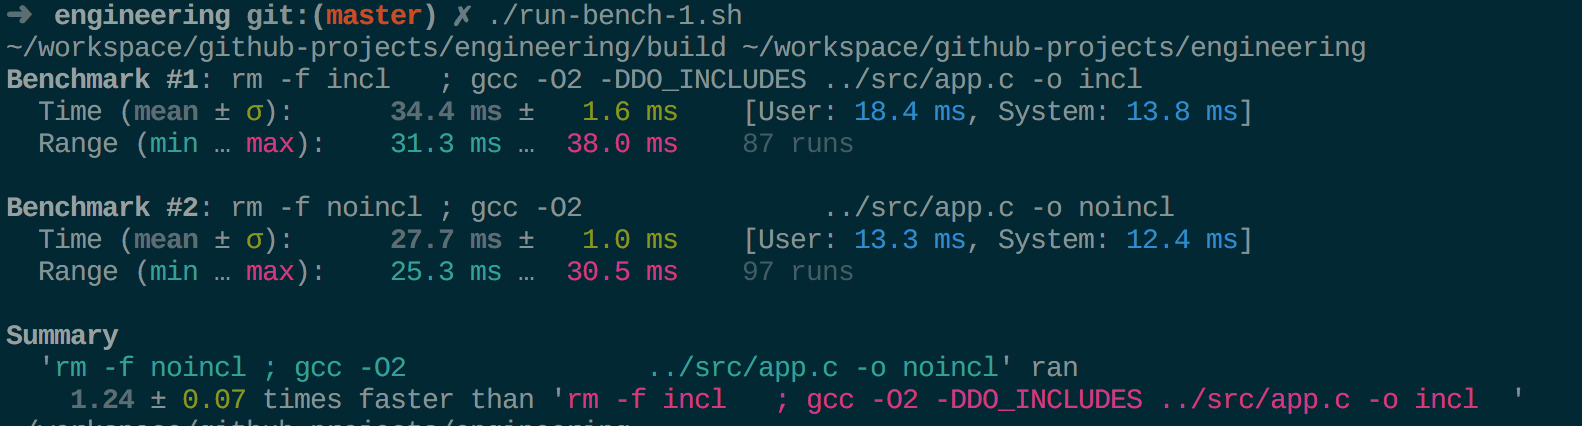 ➜ engineering git:(master) ✗ ./run-bench-1.sh
~/workspace/github-projects/engineering/build ~/workspace/github-projects/engineering
Benchmark #1: rm -f incl   ; gcc -O2 -DDO_INCLUDES ../src/app.c -o incl
  Time (mean ± σ):      34.4 ms ±   1.6 ms    [User: 18.4 ms, System: 13.8 ms]
  Range (min … max):    31.3 ms …  38.0 ms    87 runs

Benchmark #2: rm -f noincl ; gcc -O2               ../src/app.c -o noincl
  Time (mean ± σ):      27.7 ms ±   1.0 ms    [User: 13.3 ms, System: 12.4 ms]
  Range (min … max):    25.3 ms …  30.5 ms    97 runs

Summary
  'rm -f noincl ; gcc -O2               ../src/app.c -o noincl' ran
    1.24 ± 0.07 times faster than 'rm -f incl   ; gcc -O2 -DDO_INCLUDES ../src/app.c -o incl  '
~/workspace/github-projects/engineering